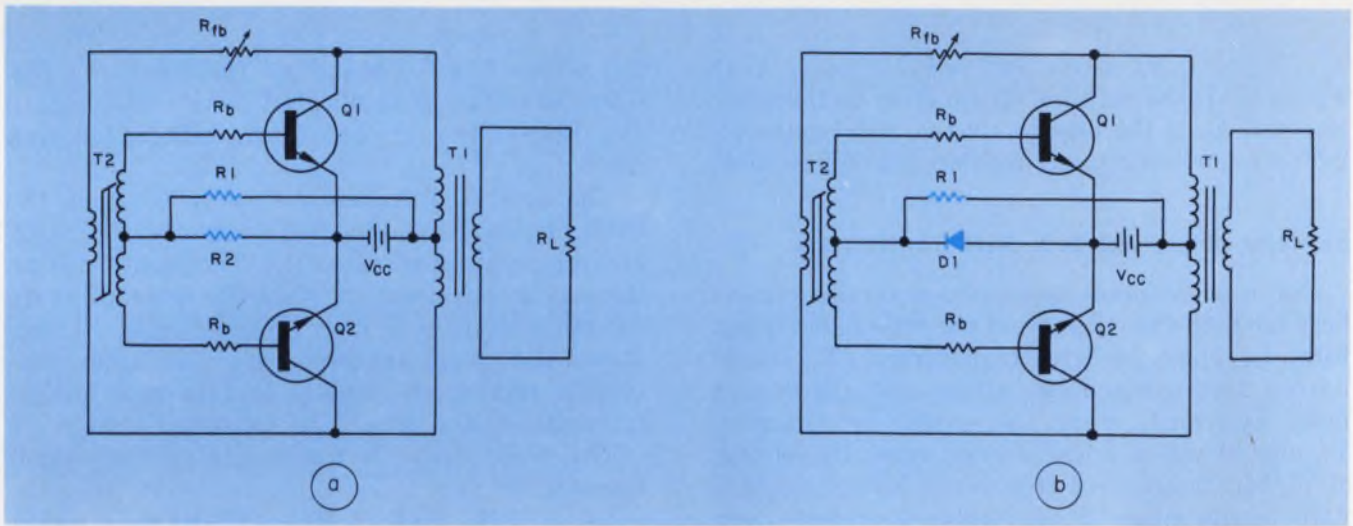 Rfb
Rb
Q1
T2
R1
T1
R2
VCC
RL
Rb
Q2
a
Rfb
Rb
Q1
T2
R1
T1
D1
VCC
RL
Rb
Q2
b